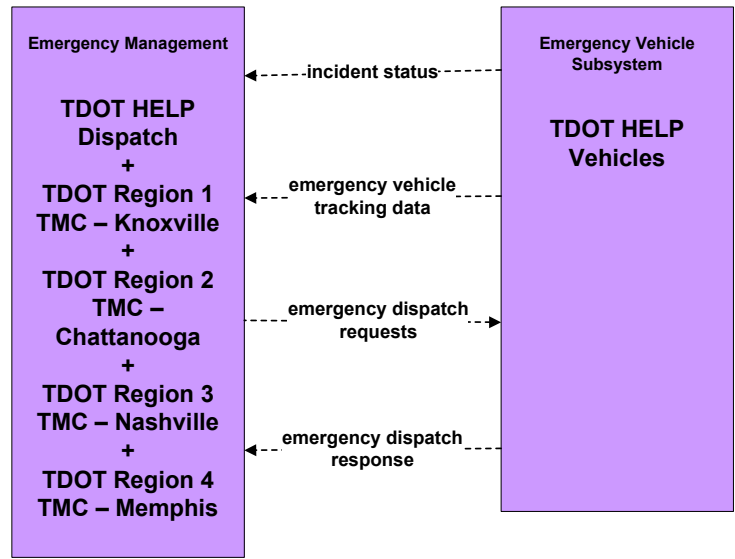 Emergency Management
TDOT HELP
Dispatch
+
TDOT Region 1
TMC – Knoxville
+
TDOT Region 2
TMC –
Chattanooga
+
TDOT Region 3
TMC – Nashville
+
TDOT Region 4
TMC – Memphis
incident status
emergency vehicle
tracking data
emergency dispatch
requests
emergency dispatch
response
Emergency Vehicle
Subsystem
TDOT HELP
Vehicles